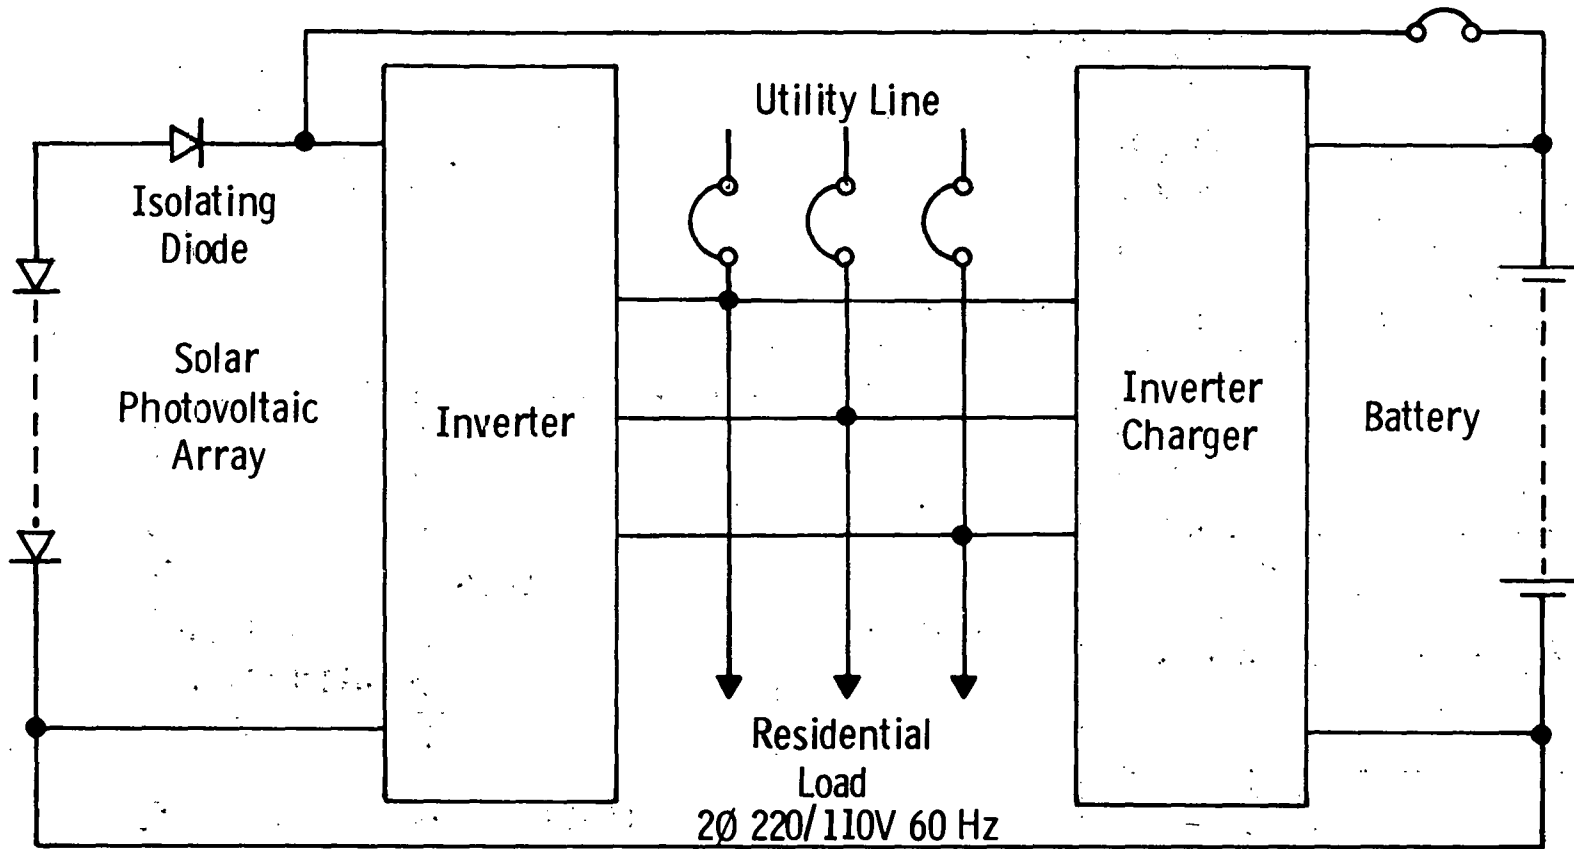 Utility Line
Isolating
Diode
Solar
Photovoltaic
Array
Inverter
Inverter
Charger
Battery
Residential
Load
2Ø 220/110V 60 Hz